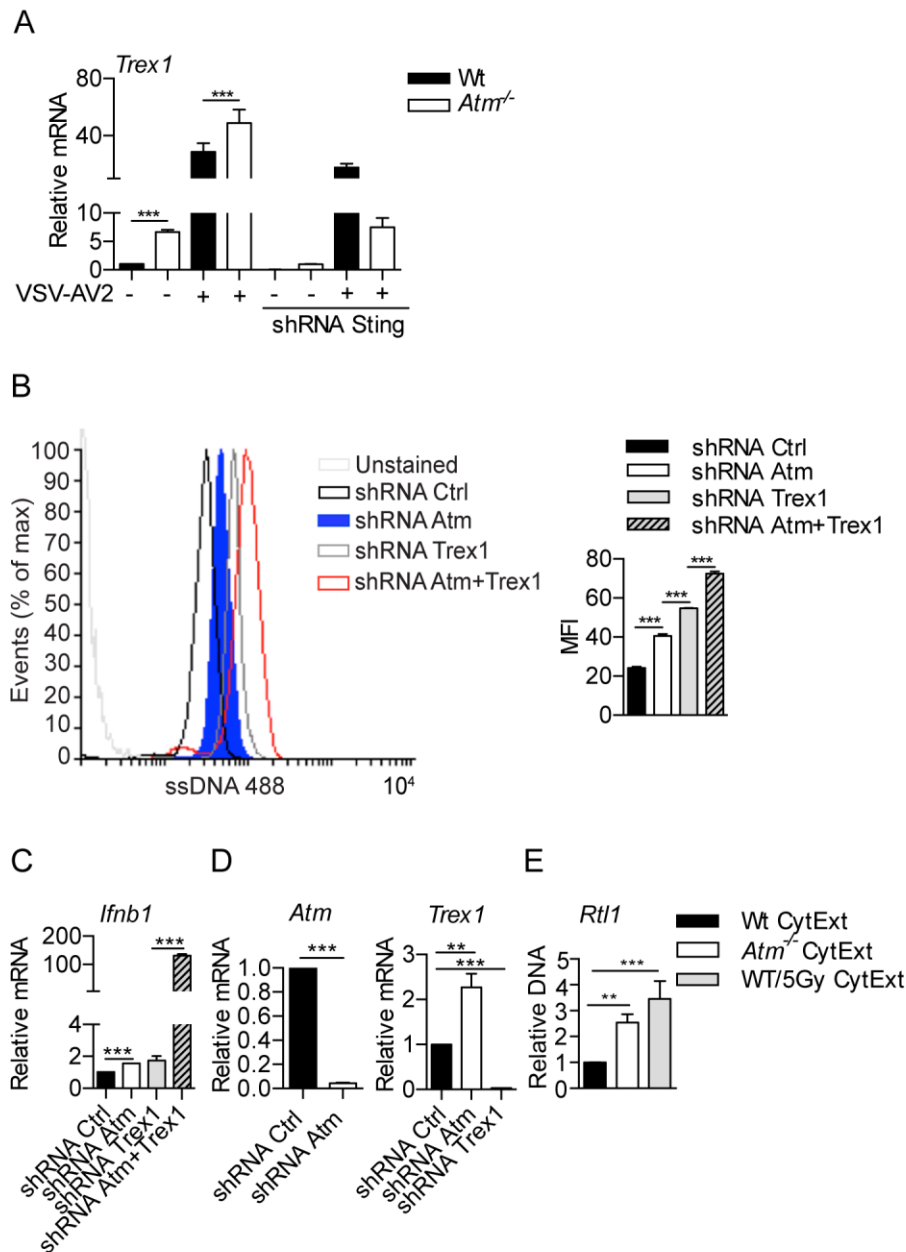 A
Trex1
Wt
Atm-/-
Relative mRNA
80
40
10
5
0
***
***
VSV-AV2 - - + + - - + +
shRNA Sting
B
Events (% of max)
100
90
80
70
60
50
40
30
20
10
0
ssDNA 488
10⁴
Unstained
shRNA Ctrl
shRNA Atm
shRNA Trex1
shRNA Atm+Trex1
shRNA Ctrl
shRNA Atm
shRNA Trex1
shRNA Atm+Trex1
MFI
80
60
40
20
0
***
***
***
C
Ifnb1
Relative mRNA
200
100
4
2
0
***
***
shRNA Ctrl
shRNA Atm
shRNA Trex1
shRNA Atm+Trex1
D
Atm
Relative mRNA
1.0
0.8
0.6
0.4
0.2
0.0
***
shRNA Ctrl
shRNA Atm
Trex1
Relative mRNA
3
2
1
0
**
***
shRNA Ctrl
shRNA Atm
shRNA Trex1
E
Rtl1
Relative DNA
5
4
3
2
1
0
***
**
Wt CytExt
Atm-/- CytExt
WT/5Gy CytExt